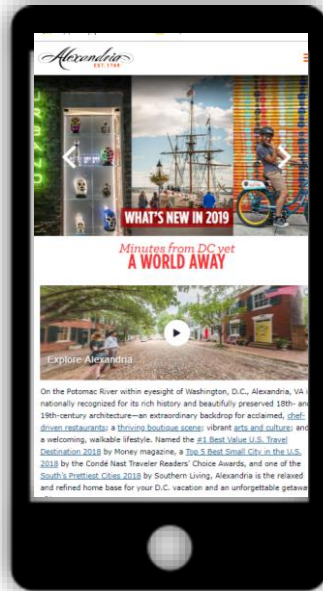 Alexandria
EST. 1749
WHAT'S NEW IN 2019
Minutes from DC yet
A WORLD AWAY
Explore Alexandria
On the Potomac River within eyesight of Washington, D.C., Alexandria, VA
nationally recognized for its rich history and beautifully preserved 18th- an
19th-century architecture—an extraordinary backdrop for acclaimed, chef-
driven restaurants; a thriving boutique scene; vibrant arts and culture; and
a welcoming, walkable lifestyle. Named the #1 Best Value U.S. Travel
Destination 2018 by Money magazine, a Top 5 Best Small City in the U.S.
2018 by the Condé Nast Traveler Readers' Choice Awards, and one of the
South's Prettiest Cities 2018 by Southern Living, Alexandria is the relaxed
and refined home base for your D.C. vacation and an unforgettable getawa